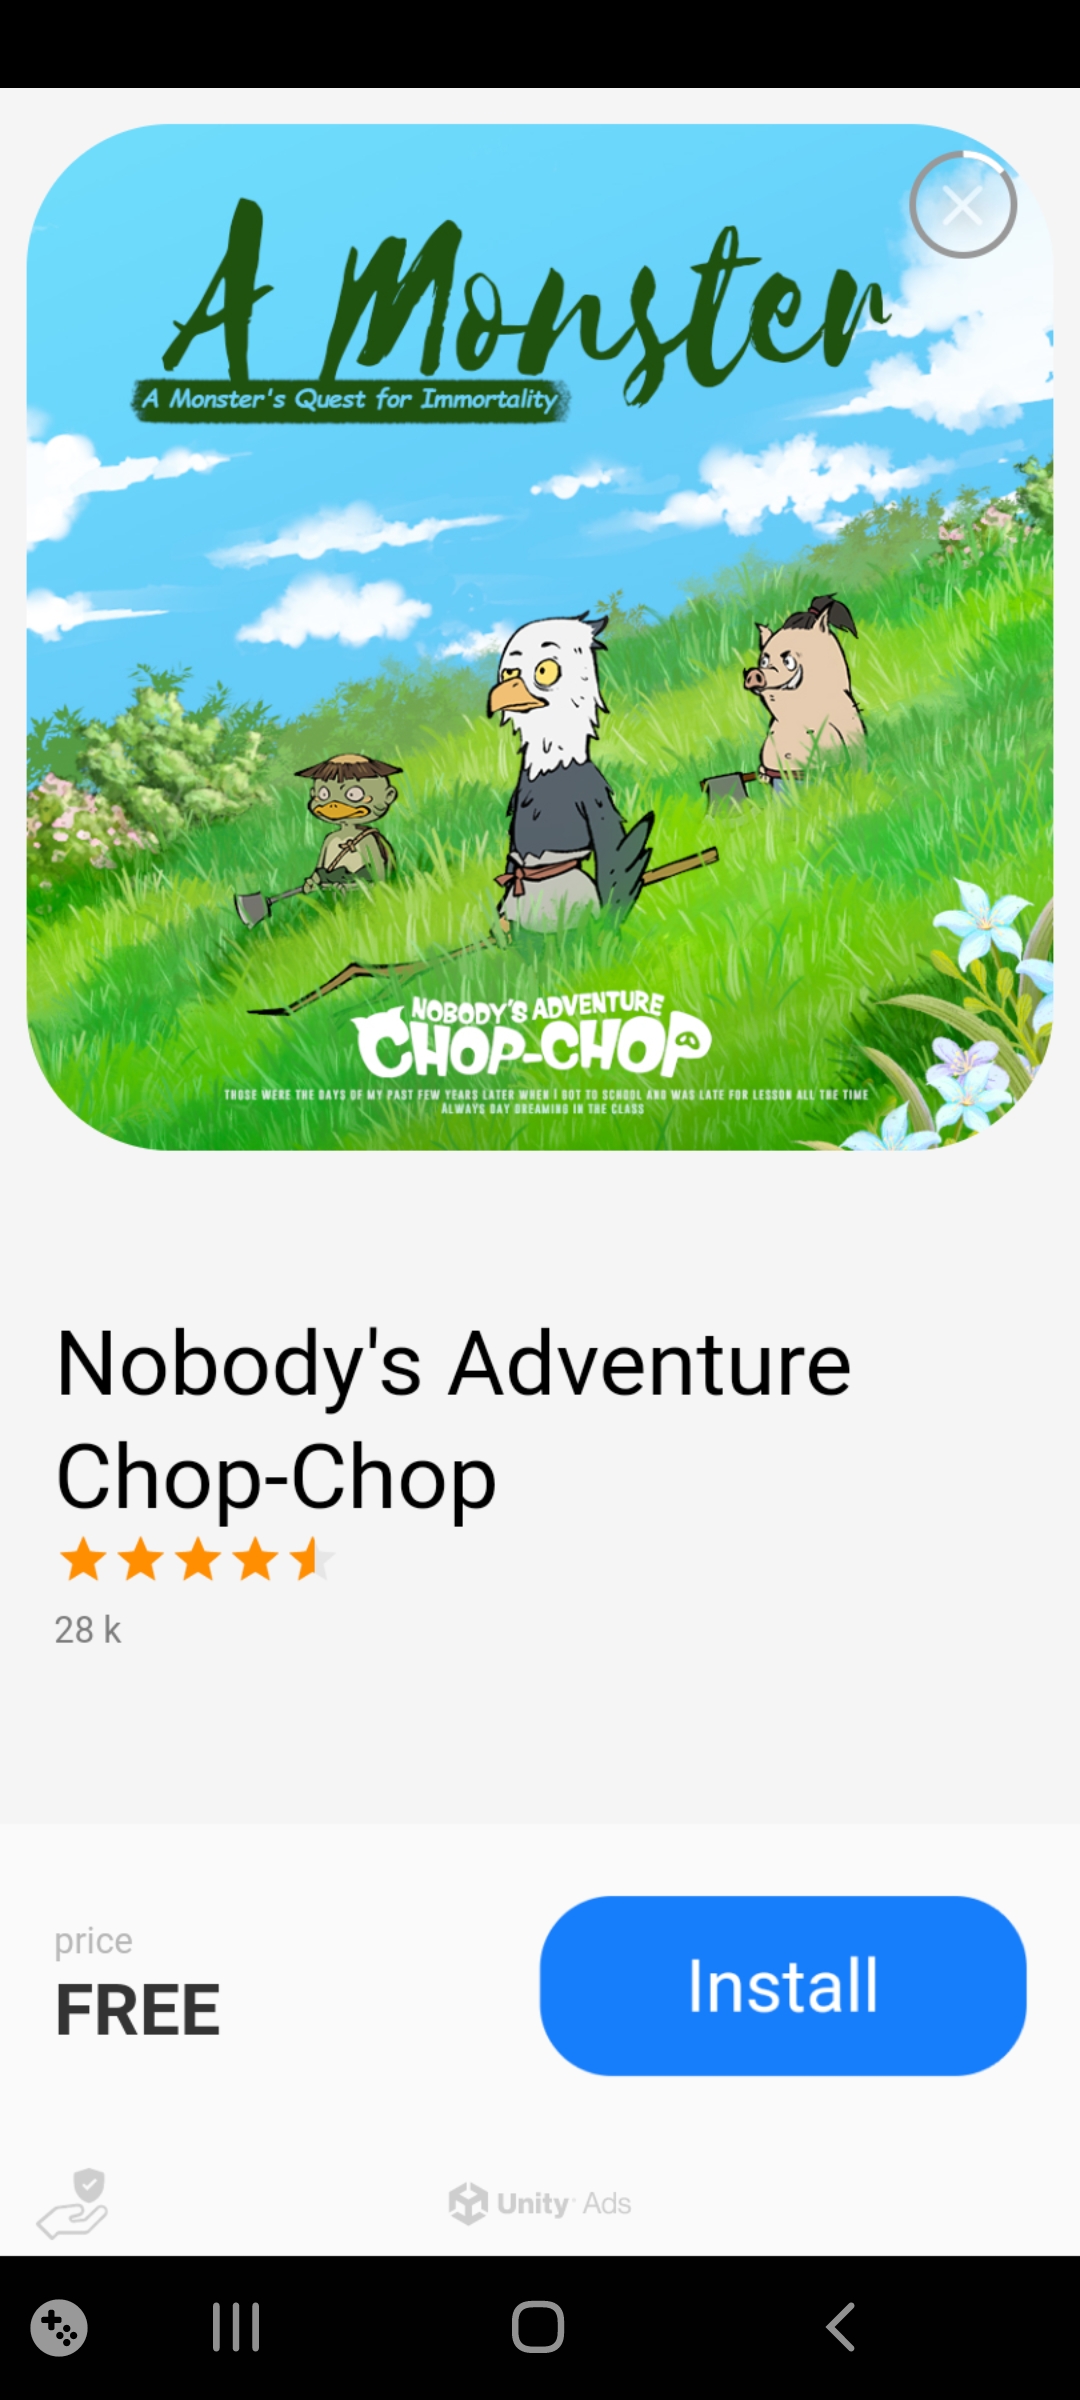 A Monster
A Monster's Quest for Immortality
NOBODY'S ADVENTURE
CHOP-CHOP
THOSE WERE THE DAYS OF MY PAST FEW YEARS LATER WHEN I GOT TO SCHOOL AND WAS LATE FOR LESSON ALL THE TIME
ALWAYS DAY DREAMING IN THE CLASS
Nobody's Adventure
Chop-Chop
28 k
price
FREE
Install
Unity Ads